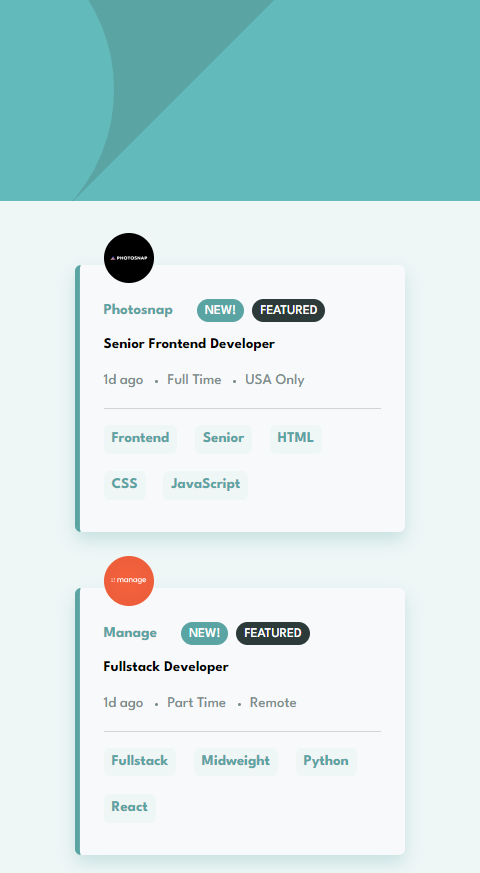 PHOTOSNAP
Photosnap NEW! FEATURED
Senior Frontend Developer
1d ago • Full Time • USA Only
Frontend Senior HTML
CSS JavaScript
manage
Manage NEW! FEATURED
Fullstack Developer
1d ago • Part Time • Remote
Fullstack Midweight Python
React